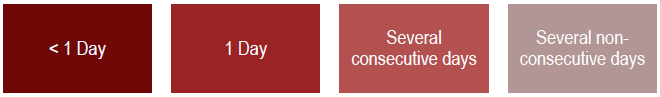 < 1 Day
1 Day
Several
consecutive days
Several non-
consecutive days